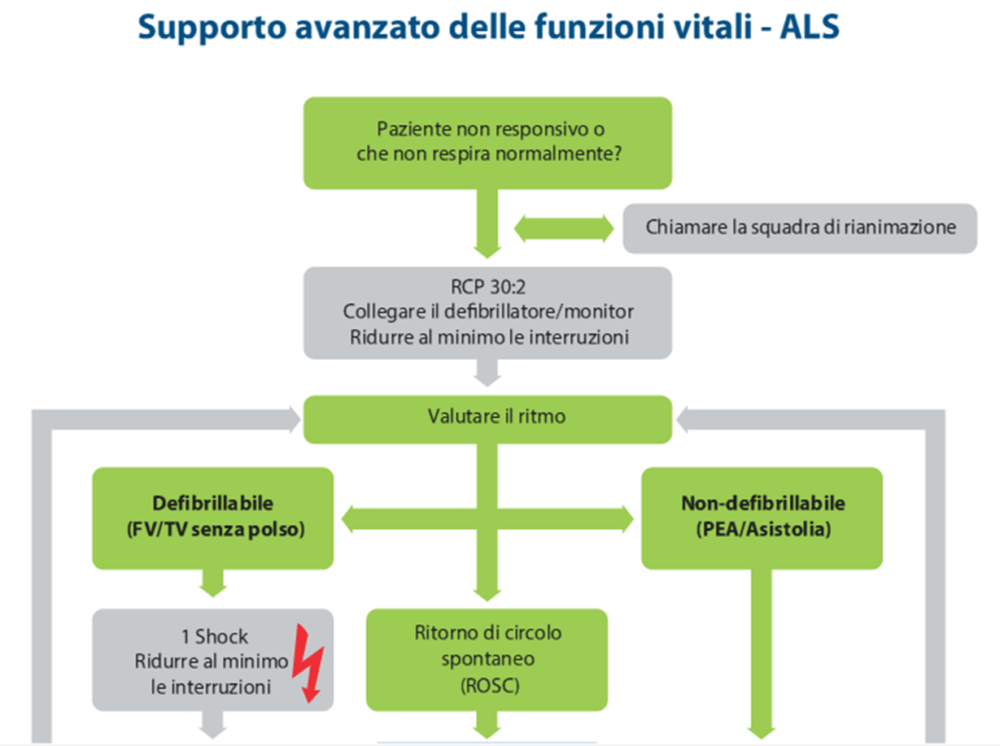 Supporto avanzato delle funzioni vitali - ALS
Paziente non responsivo o
che non respira normalmente?
Chiamare la squadra di rianimazione
RCP 30:2
Collegare il defibrillatore/monitor
Ridurre al minimo le interruzioni
Valutare il ritmo
Defibrillabile
(FV/TV senza polso)
Non-defibrillabile
(PEA/Asistolia)
1 Shock
Ridurre al minimo
le interruzioni
Ritorno di circolo
spontaneo
(ROSC)